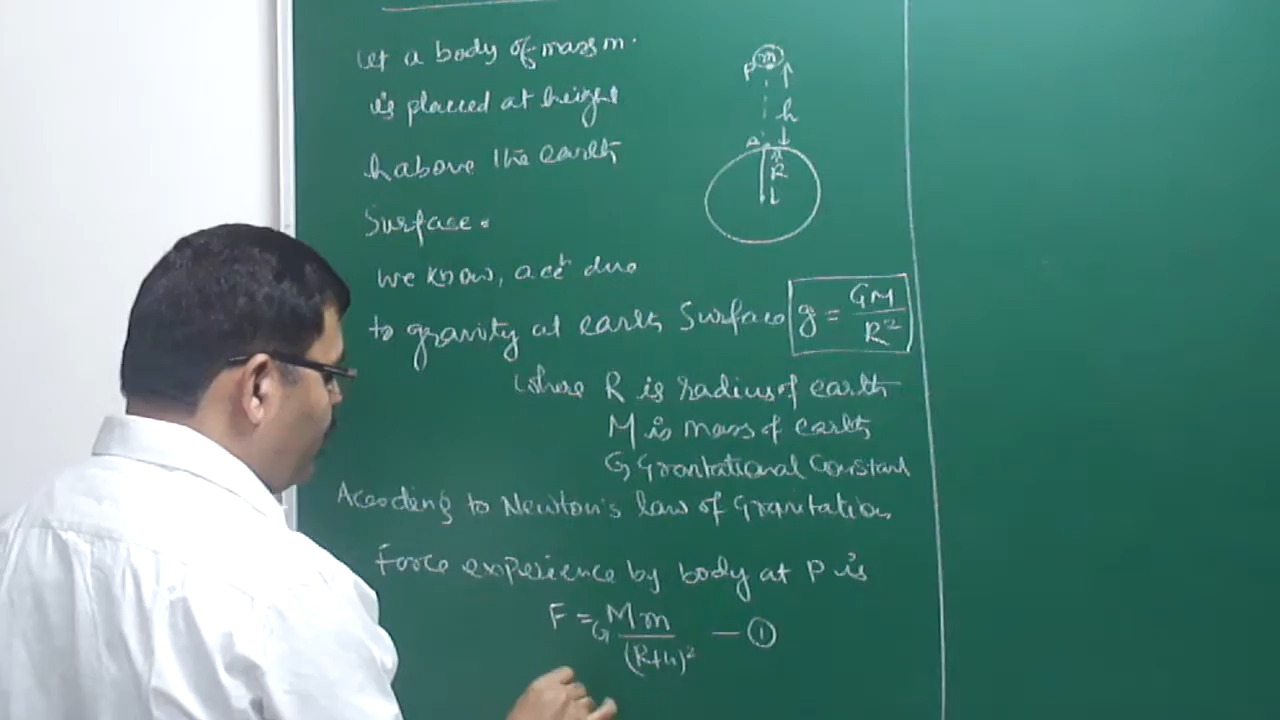 Let a body of mass m.
is placed at height
h above the earth
Surface.
m
P
h
A
R
we know, accn due
to gravity at earth Surface g = GM / R²
where R is radius of earth
M is mass of earth
G Gravitational Constant
According to Newton's law of Gravitation
Force experience by body at P is
F = G Mm / (R+h)² — ①